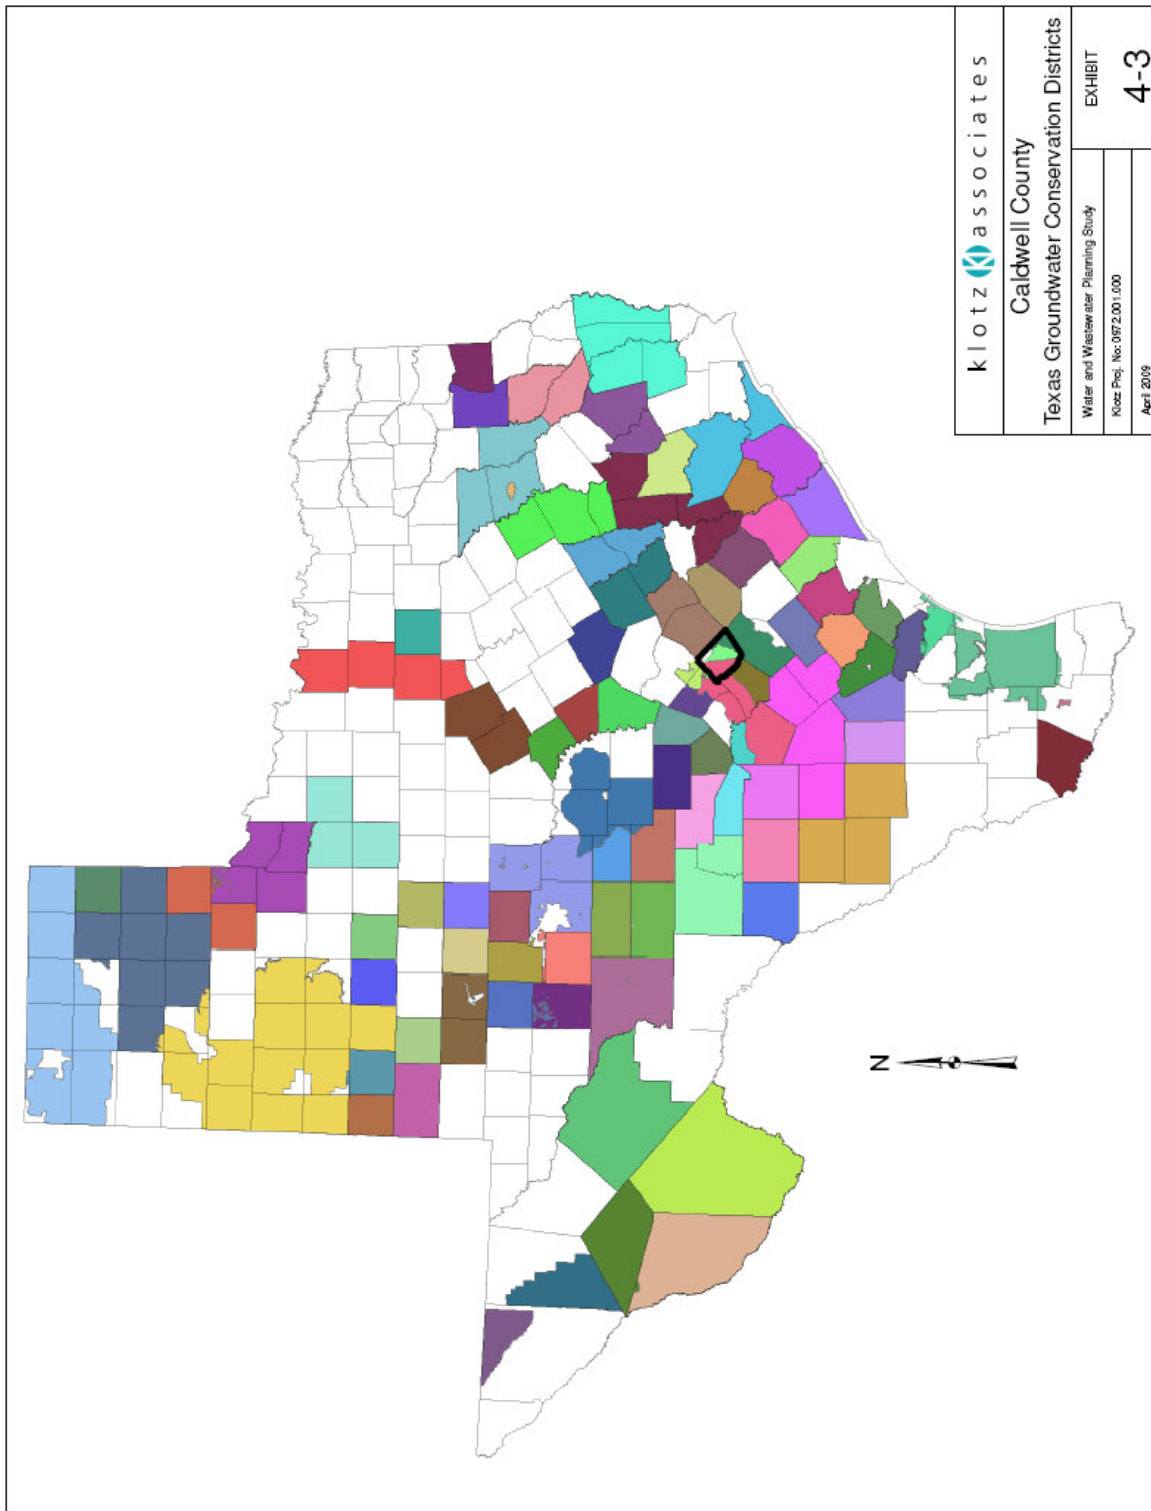 klotz associates
Caldwell County
Texas Groundwater Conservation Districts
Water and Wastewater Planning Study
Klotz Proj. No: 0972.001.000
April 2009
EXHIBIT
4-3
N